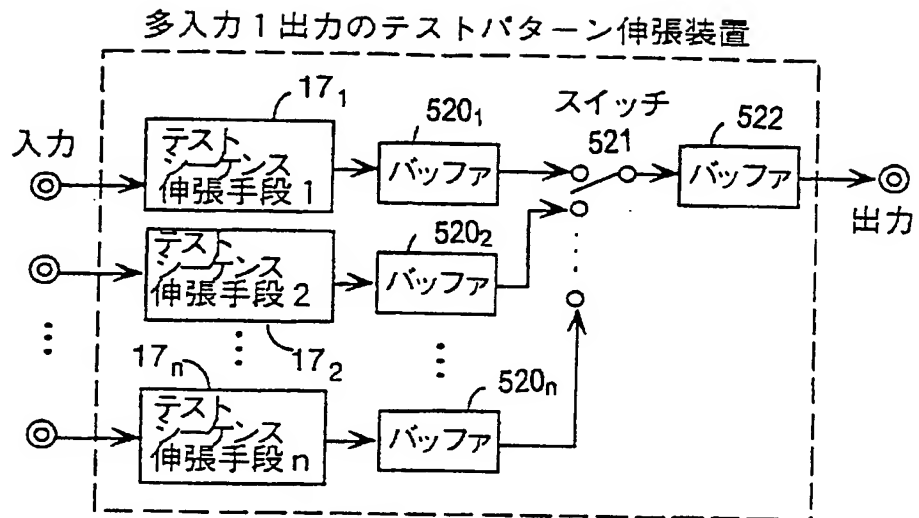 多入力1出力のテストパターン伸張装置
17₁
テスト
シーケンス
伸張手段1
520₁
バッファ
スイッチ
521
522
バッファ
入力
出力
テスト
シーケンス
伸張手段2
17₂
520₂
バッファ
17ₙ
テスト
シーケンス
伸張手段n
520ₙ
バッファ